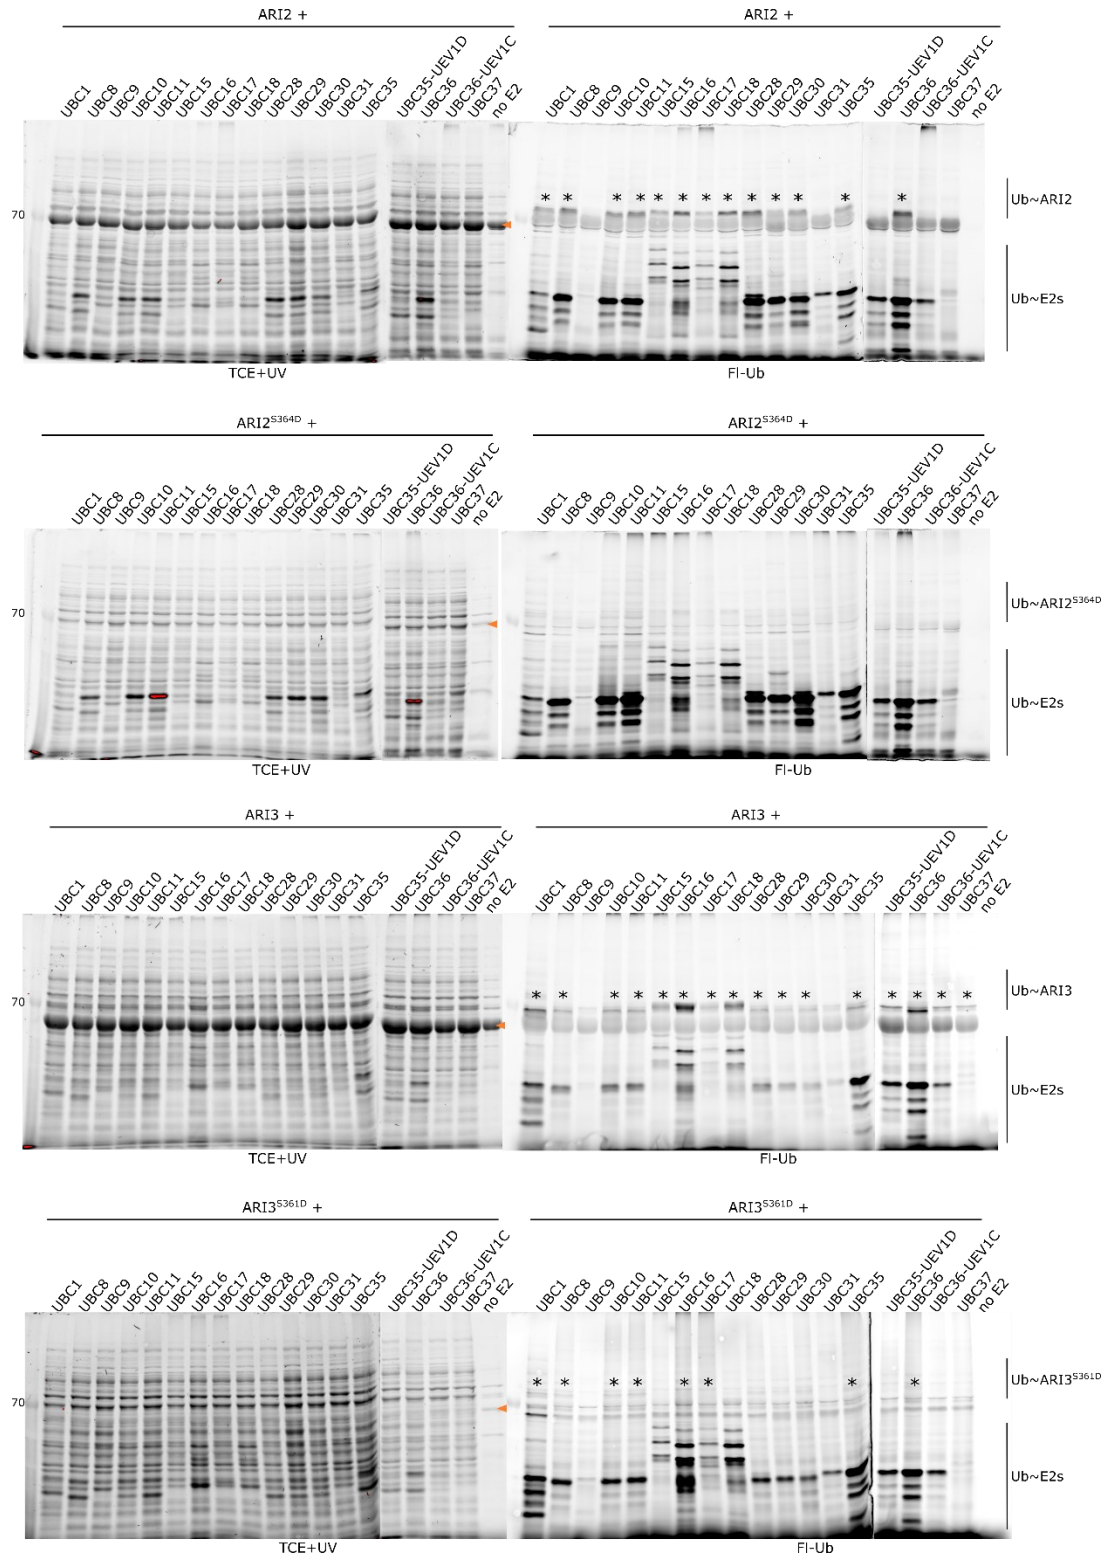 ARI2 + ARI2 +
UBC1 UBC8 UBC9 UBC10 UBC11 UBC15 UBC16 UBC17 UBC18 UBC28 UBC29 UBC30 UBC31 UBC35 UBC35-UEV1D UBC36 UBC36-UEV1C UBC37 no E2 UBC1 UBC8 UBC9 UBC10 UBC11 UBC15 UBC16 UBC17 UBC18 UBC28 UBC29 UBC30 UBC31 UBC35 UBC35-UEV1D UBC36 UBC36-UEV1C UBC37 no E2
* * * * * * * * * * * * *
Ub~ARI2
70
Ub~E2s
TCE+UV Fl-Ub
ARI2S364D + ARI2S364D +
UBC1 UBC8 UBC9 UBC10 UBC11 UBC15 UBC16 UBC17 UBC18 UBC28 UBC29 UBC30 UBC31 UBC35 UBC35-UEV1D UBC36 UBC36-UEV1C UBC37 no E2 UBC1 UBC8 UBC9 UBC10 UBC11 UBC15 UBC16 UBC17 UBC18 UBC28 UBC29 UBC30 UBC31 UBC35 UBC35-UEV1D UBC36 UBC36-UEV1C UBC37 no E2
Ub~ARI2S364D
70
Ub~E2s
TCE+UV Fl-Ub
ARI3 + ARI3 +
UBC1 UBC8 UBC9 UBC10 UBC11 UBC15 UBC16 UBC17 UBC18 UBC28 UBC29 UBC30 UBC31 UBC35 UBC35-UEV1D UBC36 UBC36-UEV1C UBC37 no E2 UBC1 UBC8 UBC9 UBC10 UBC11 UBC15 UBC16 UBC17 UBC18 UBC28 UBC29 UBC30 UBC31 UBC35 UBC35-UEV1D UBC36 UBC36-UEV1C UBC37 no E2
* * * * * * * * * * * * * * * *
Ub~ARI3
70
Ub~E2s
TCE+UV Fl-Ub
ARI3S361D + ARI3S361D +
UBC1 UBC8 UBC9 UBC10 UBC11 UBC15 UBC16 UBC17 UBC18 UBC28 UBC29 UBC30 UBC31 UBC35 UBC35-UEV1D UBC36 UBC36-UEV1C UBC37 no E2 UBC1 UBC8 UBC9 UBC10 UBC11 UBC15 UBC16 UBC17 UBC18 UBC28 UBC29 UBC30 UBC31 UBC35 UBC35-UEV1D UBC36 UBC36-UEV1C UBC37 no E2
* * * * * * * *
Ub~ARI3S361D
70
Ub~E2s
TCE+UV Fl-Ub